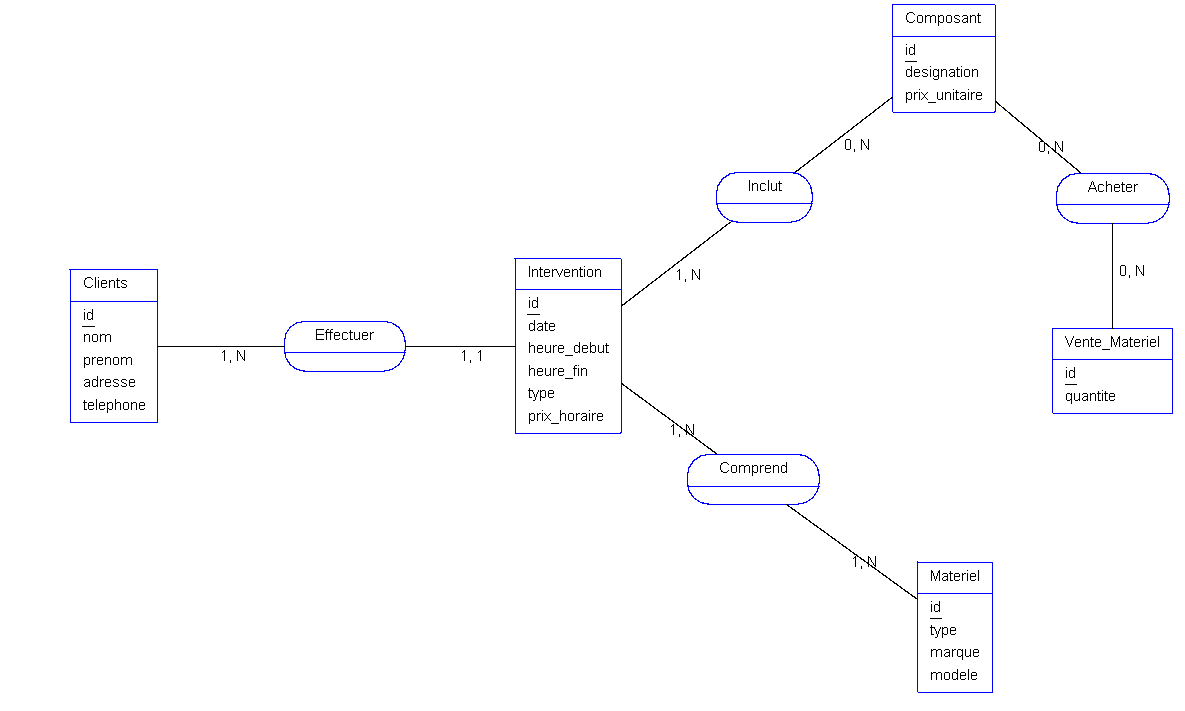 Composant
id
designation
prix_unitaire
0, N
0, N
Inclut
Acheter
1, N
0, N
Clients
id
nom
prenom
adresse
telephone
1, N
Effectuer
1, 1
Intervention
id
date
heure_debut
heure_fin
type
prix_horaire
Vente_Materiel
id
quantite
1, N
Comprend
1, N
Materiel
id
type
marque
modele